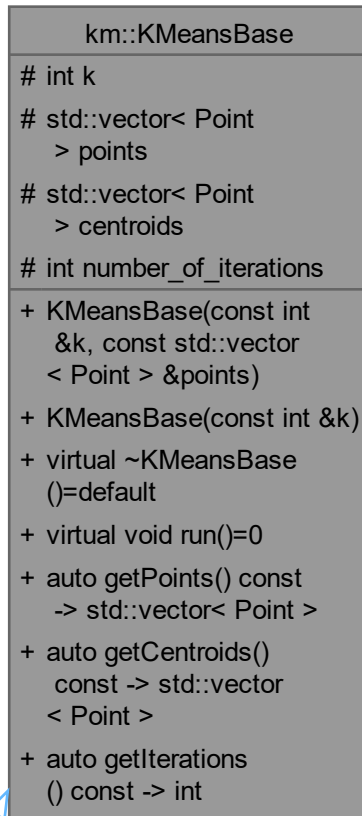 km::KMeansBase
# int k
# std::vector< Point
> points
# std::vector< Point
> centroids
# int number_of_iterations
+ KMeansBase(const int
&k, const std::vector
< Point > &points)
+ KMeansBase(const int &k)
+ virtual ~KMeansBase
()=default
+ virtual void run()=0
+ auto getPoints() const
-> std::vector< Point >
+ auto getCentroids()
const -> std::vector
< Point >
+ auto getIterations
() const -> int